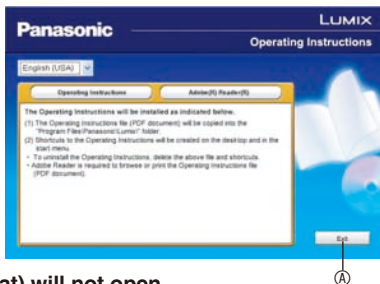 Panasonic
LUMIX
Operating Instructions
English (USA)
Operating Instructions
Adobe(R) Reader(R)
The Operating Instructions will be installed as indicated below.
(1) The Operating Instructions file (PDF document) will be copied into the
"Program Files\Panasonic\Lumix\" folder.
(2) Shortcuts to the Operating Instructions will be created on the desktop and in the
start menu.
• To uninstall the Operating Instructions, delete the above file and shortcuts.
• Adobe Reader is required to browse or print the Operating Instructions file
(PDF document).
Exit
Ⓐ
at) will not open